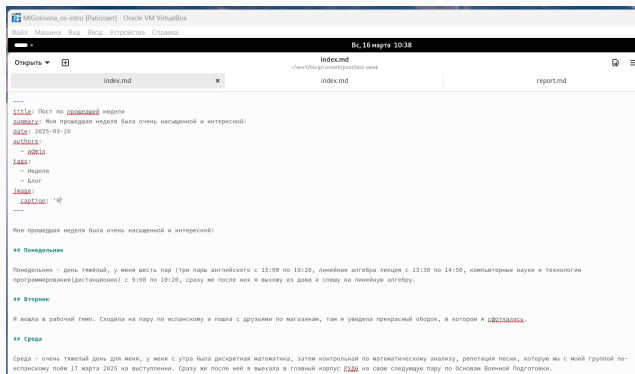 MIGolovina_os-intro [Работает] - Oracle VM VirtualBox
Файл Машина Вид Ввод Устройства Справка
Вс, 16 марта 10:38
Открыть
index.md
~/work/blog/content/post/last-week
index.md
index.md
report.md
---
title: Пост по прошедшей недели
summary: Моя прошедшая неделя была очень насыщенной и интересной!
date: 2025-03-16
authors:
- admin
tags:
- Неделя
- Блог
image:
caption: 'Я'
---
Моя прошедшая неделя была очень насыщенной и интересной!
## Понедельник
Понедельник - день тяжёлый, у меня шесть пар (три пары английского с 15:00 по 19:20, линейная алгебра лекция с 13:30 по 14:50, компьютерные науки и технологии
программирования(дистанционно) с 9:00 по 10:20, сразу же после них я выхожу из дома и спешу на линейную алгебру.
## Вторник
Я вошла в рабочий темп. Сходила на пару по испанскому и пошла с друзьями по магазинам, там я увидела прекрасный ободок, в котором я сфоткалась.
## Среда
Среда - очень тяжелый день для меня, у меня с утра была дискретная математика, затем контрольная по математическому анализу, репетиция песни, которую мы с моей группой по-
испанскому поём 17 марта 2025 на выступлении. Сразу же после неё я выехала в главный корпус РУДН на свою следущую пару по Основам Военной Подготовки.